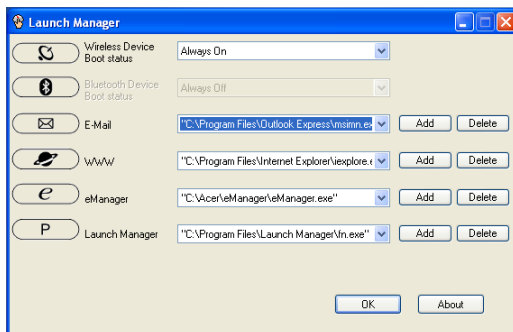 Launch Manager
Wireless Device
Boot status
Always On
Bluetooth Device
Boot status
Always Off
E-Mail
"C:\Program Files\Outlook Express\msimn.ex
Add
Delete
WWW
"C:\Program Files\Internet Explorer\iexplore.e
Add
Delete
e
eManager
"C:\Acer\eManager\eManager.exe"
Add
Delete
P
Launch Manager
"C:\Program Files\Launch Manager\fn.exe"
Add
Delete
OK
About